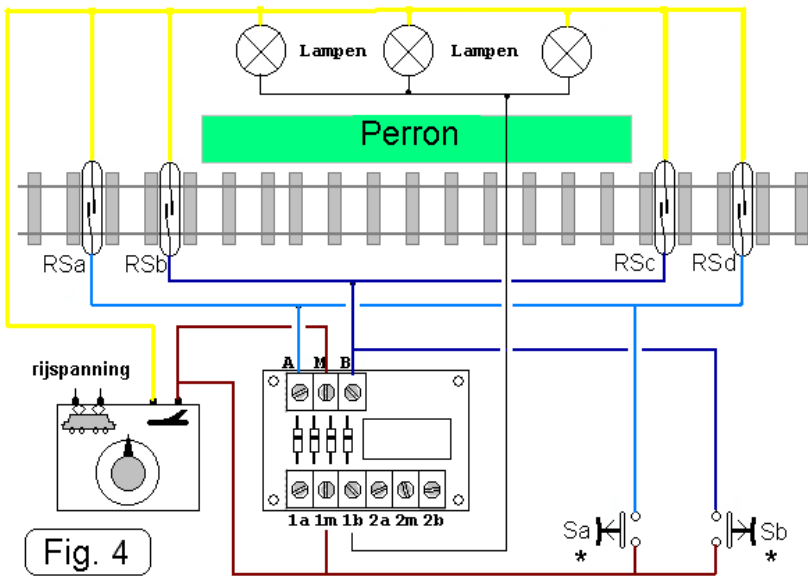 Lampen Lampen
Perron
RSa RSb RSc RSd
A M B
rijspanning
1a 1m 1b 2a 2m 2b
Sa Sb
* *
Fig. 4